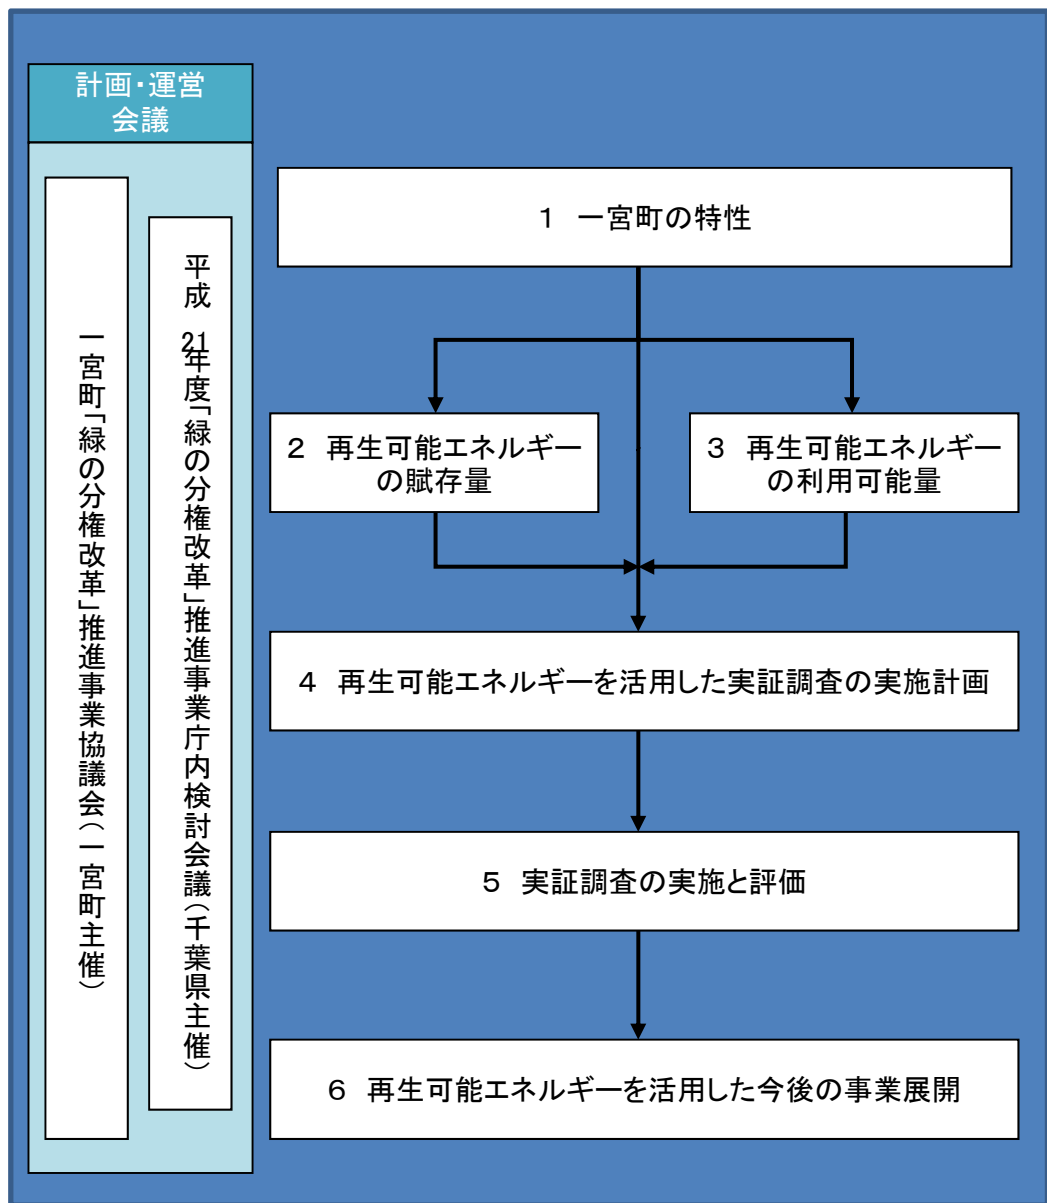 計画・運営
会議
一宮町「緑の分権改革」推進事業協議会（一宮町主催）
平成 21年度「緑の分権改革」推進事業庁内検討会議（千葉県主催）
１　一宮町の特性
２　再生可能エネルギー
の賦存量
３　再生可能エネルギー
の利用可能量
４　再生可能エネルギーを活用した実証調査の実施計画
５　実証調査の実施と評価
６　再生可能エネルギーを活用した今後の事業展開